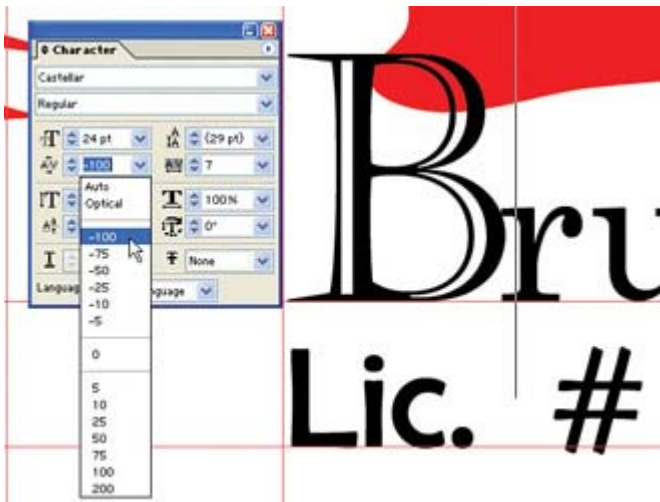 Character
Castellar
Regular
24 pt (29 pt)
-100 7
Auto
Optical
-100
-75
-50
-25
-10
-5
0
5
10
25
50
75
100
200
100%
0°
None
Languag
guage
Bru
Lic. #